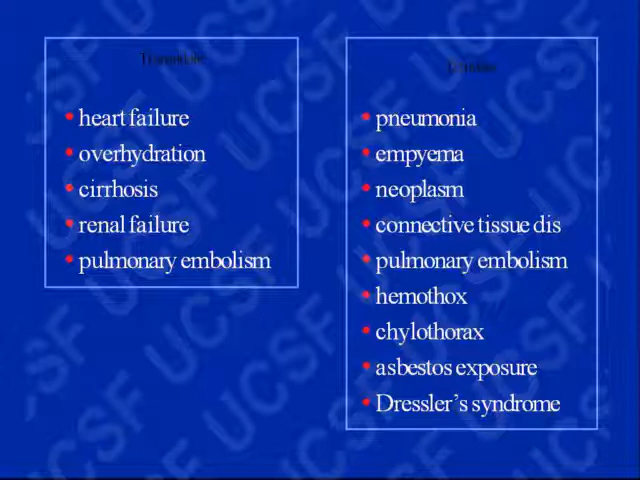 heart failure
overhydration
cirrhosis
renal failure
pulmonary embolism
pneumonia
empyema
neoplasm
connective tissue dis
pulmonary embolism
hemothox
chylothorax
asbestos exposure
Dressler's syndrome
UCSF